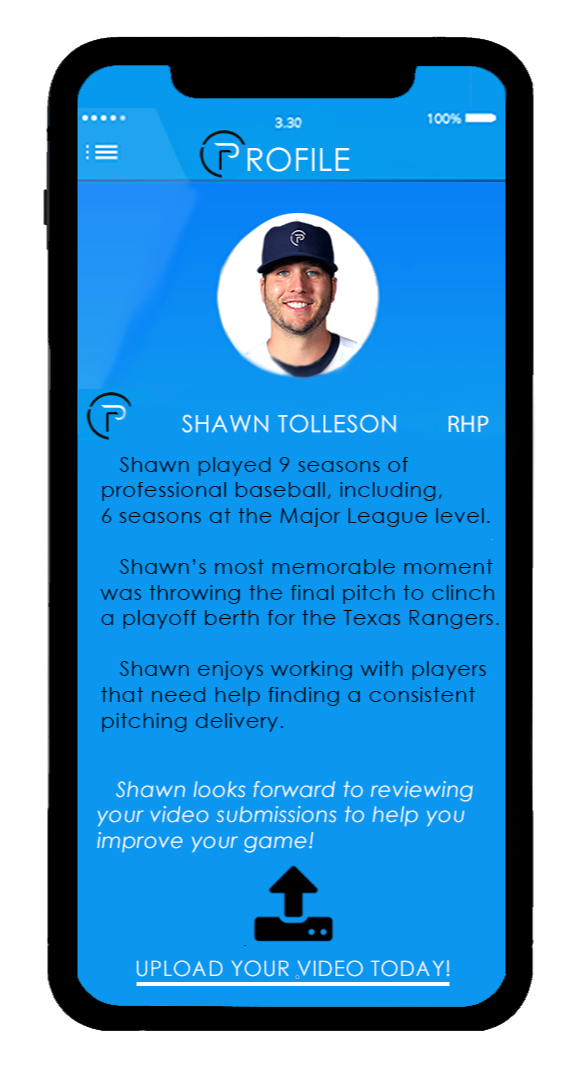 3.30
100%
PROFILE
P
P
SHAWN TOLLESON RHP
Shawn played 9 seasons of
professional baseball, including,
6 seasons at the Major League level.
Shawn’s most memorable moment
was throwing the final pitch to clinch
a playoff berth for the Texas Rangers.
Shawn enjoys working with players
that need help finding a consistent
pitching delivery.
Shawn looks forward to reviewing
your video submissions to help you
improve your game!
UPLOAD YOUR VIDEO TODAY!